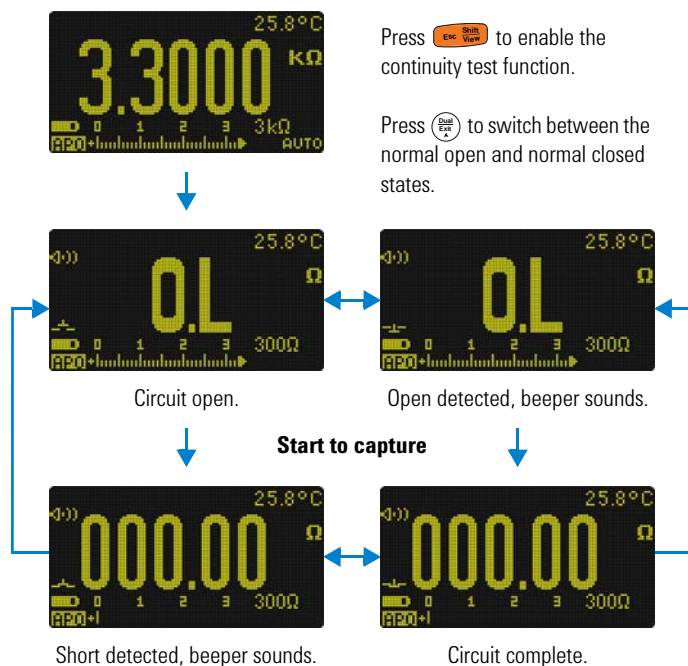 25.8°C
3.3000 KΩ
0 1 2 3 3kΩ
APO AUTO
Press Esc Shift View to enable the
continuity test function.
Press Dual Exit to switch between the
normal open and normal closed
states.
25.8°C
O.L Ω
0 1 2 3 300Ω
APO
Circuit open.
25.8°C
O.L Ω
0 1 2 3 300Ω
APO
Open detected, beeper sounds.
Start to capture
25.8°C
000.00 Ω
0 1 2 3 300Ω
APO
Short detected, beeper sounds.
25.8°C
000.00 Ω
0 1 2 3 300Ω
APO
Circuit complete.